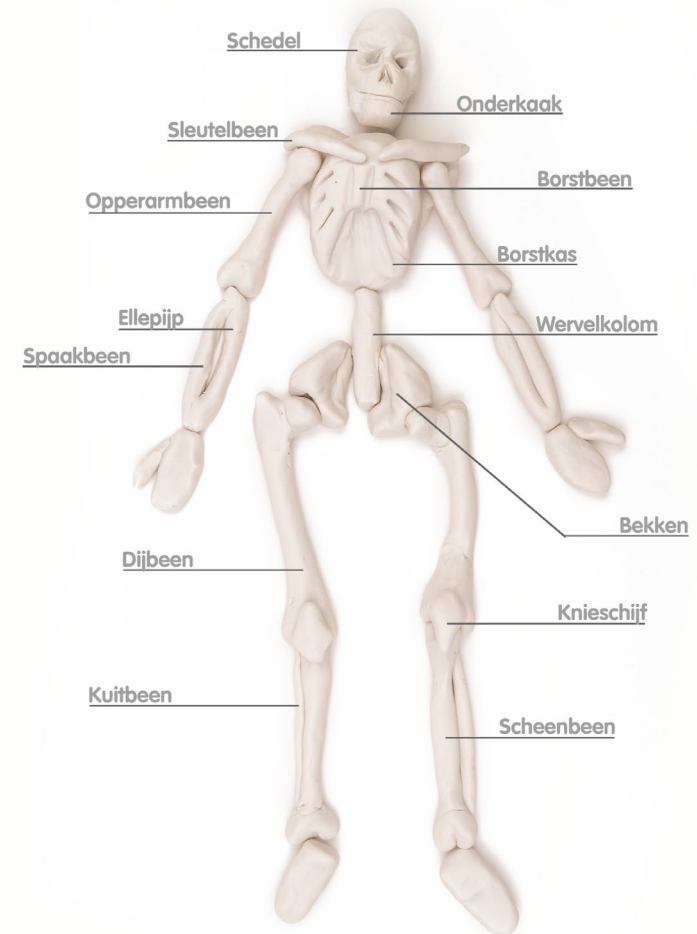 Schedel
Onderkaak
Sleutelbeen
Borstbeen
Opperarmbeen
Borstkas
Ellepijp
Wervelkolom
Spaakbeen
Bekken
Dijbeen
Knieschijf
Kuitbeen
Scheenbeen